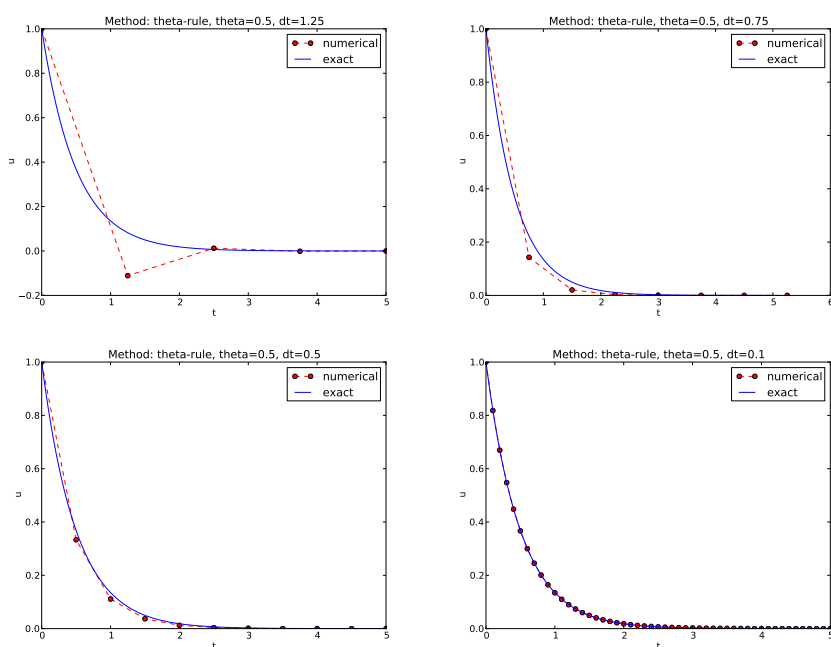 Method: theta-rule, theta=0.5, dt=1.25
numerical
exact
1.0
0.8
0.6
0.4
0.2
0.0
−0.2
u
0 1 2 3 4 5
t
Method: theta-rule, theta=0.5, dt=0.75
numerical
exact
1.0
0.8
0.6
0.4
0.2
0.0
u
0 1 2 3 4 5 6
t
Method: theta-rule, theta=0.5, dt=0.5
numerical
exact
1.0
0.8
0.6
0.4
0.2
0.0
u
0 1 2 3 4 5
t
Method: theta-rule, theta=0.5, dt=0.1
numerical
exact
1.0
0.8
0.6
0.4
0.2
0.0
u
0 1 2 3 4 5
t